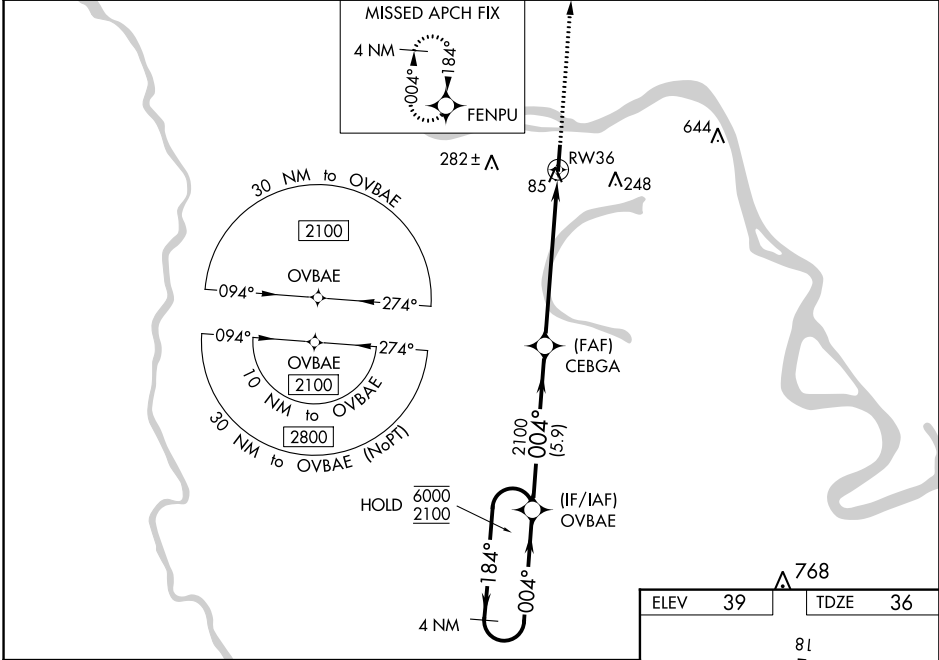 MISSED APCH FIX
4 NM
184°
004°
FENPU
644
282 ±
RW36
85
248
30 NM to OVBAE
2100
OVBAE
094°
274°
094°
274°
OVBAE
2100
10 NM to OVBAE
2800
30 NM to OVBAE (NoPT)
(FAF)
CEBGA
2100
004°
(5.9)
HOLD
6000
2100
(IF/IAF)
OVBAE
184°
004°
4 NM
768
ELEV 39
TDZE 36
18